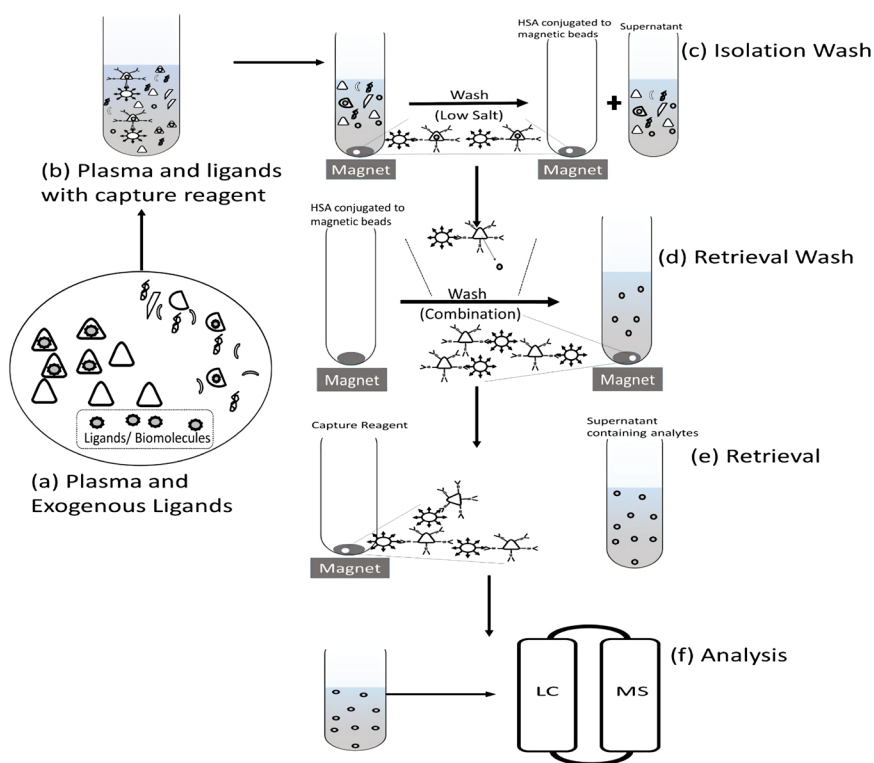 HSA conjugated to
magnetic beads
Supernatant
(c) Isolation Wash
Wash
(Low Salt)
Magnet
Magnet
(b) Plasma and ligands
with capture reagent
HSA conjugated to
magnetic beads
(d) Retrieval Wash
Wash
(Combination)
Magnet
Magnet
Ligands/ Biomolecules
(a) Plasma and
Exogenous Ligands
Capture Reagent
Supernatant
containing analytes
(e) Retrieval
Magnet
(f) Analysis
LC
MS